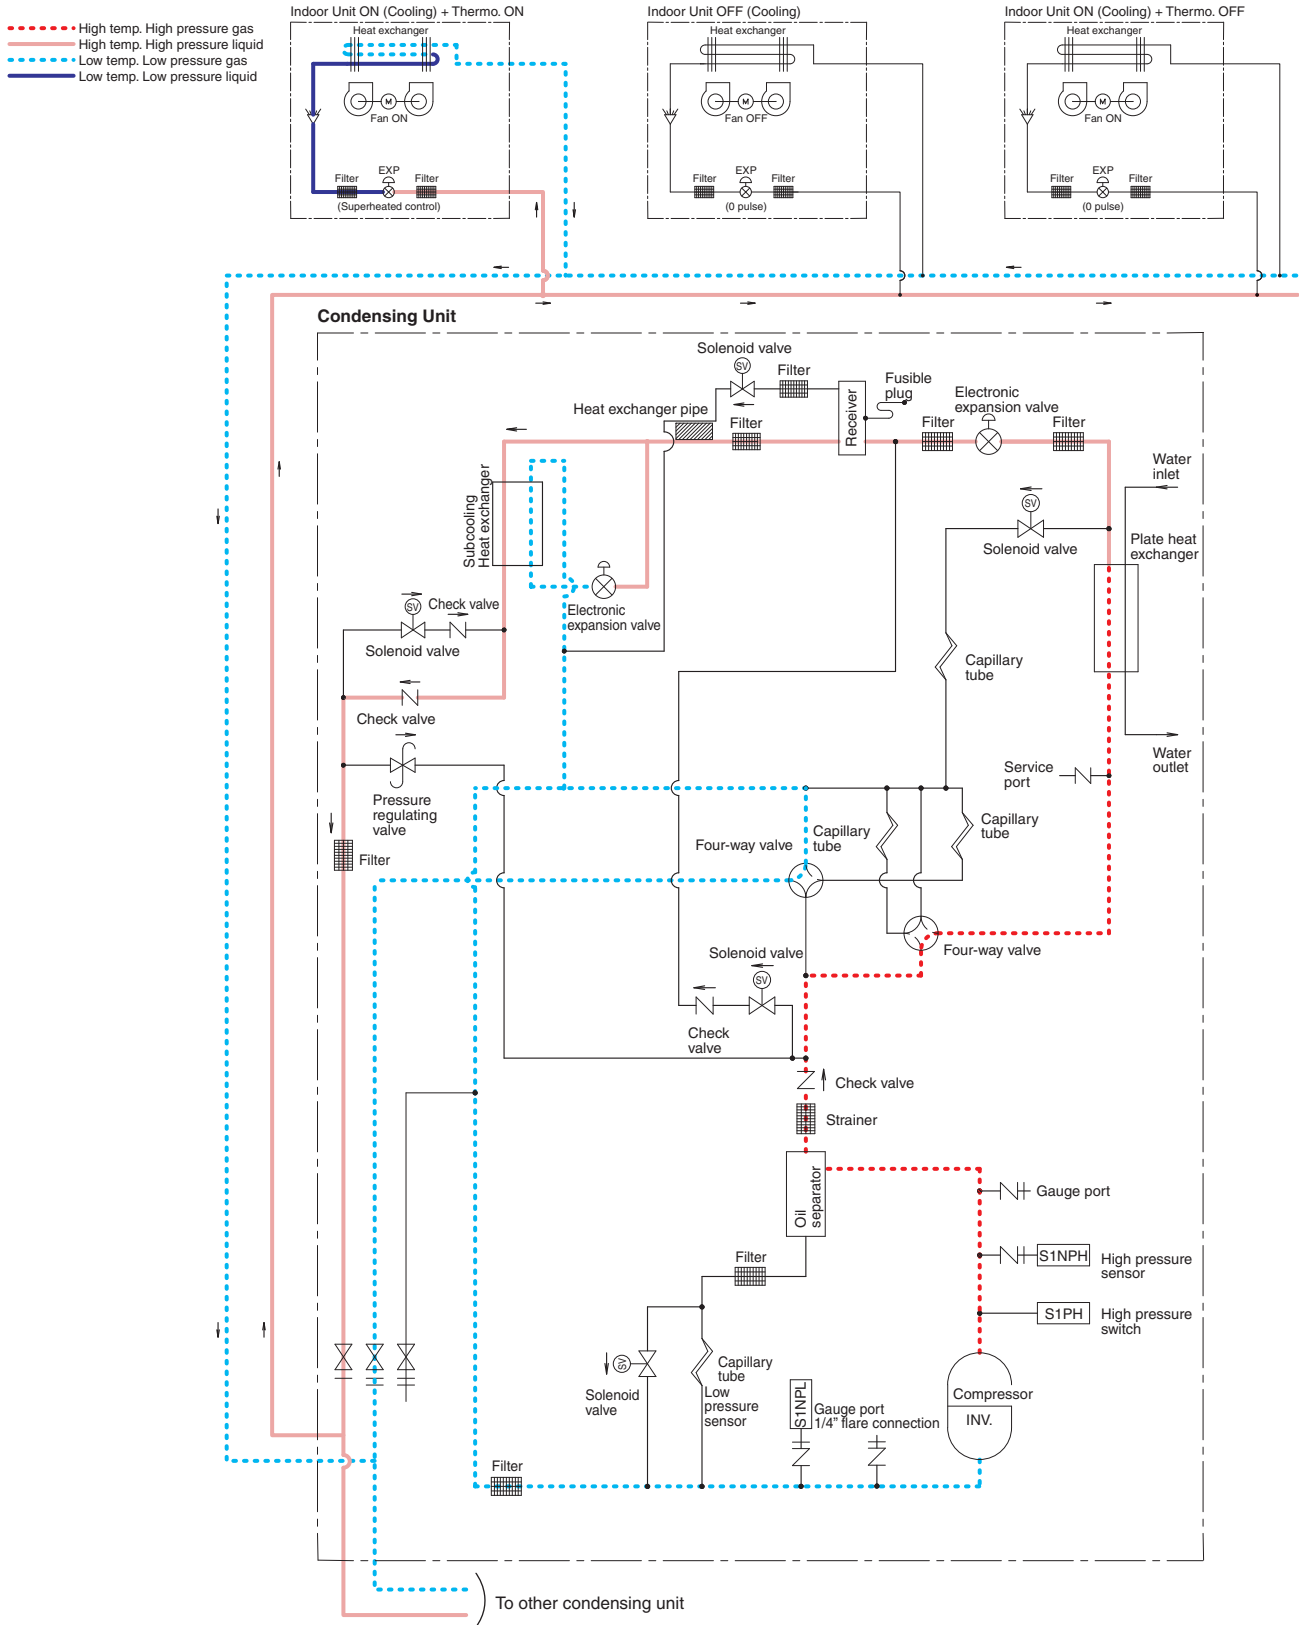 High temp. High pressure gas
High temp. High pressure liquid
Low temp. Low pressure gas
Low temp. Low pressure liquid
Indoor Unit ON (Cooling) + Thermo. ON
Heat exchanger
M
Fan ON
Filter
EXP
Filter
(Superheated control)
Indoor Unit OFF (Cooling)
Heat exchanger
M
Fan OFF
Filter
EXP
Filter
(0 pulse)
Indoor Unit ON (Cooling) + Thermo. OFF
Heat exchanger
M
Fan ON
Filter
EXP
Filter
(0 pulse)
Condensing Unit
Solenoid valve
SV
Filter
Receiver
Fusible
plug
Electronic
expansion valve
Heat exchanger pipe
Filter
Filter
Filter
Water
inlet
SV
Solenoid valve
Plate heat
exchanger
Subcooling
Heat exchanger
Electronic
expansion valve
SV
Check valve
Solenoid valve
Check valve
Capillary
tube
Water
outlet
Service
port
Pressure
regulating
valve
Filter
Four-way valve
Capillary
tube
Capillary
tube
Four-way valve
Solenoid valve
SV
Check
valve
Check valve
Strainer
Oil
separator
Gauge port
S1NPH
High pressure
sensor
S1PH
High pressure
switch
Filter
SV
Solenoid
valve
Capillary
tube
Low
pressure
sensor
S1NPL
Gauge port
1/4” flare connection
Compressor
INV.
Filter
To other condensing unit